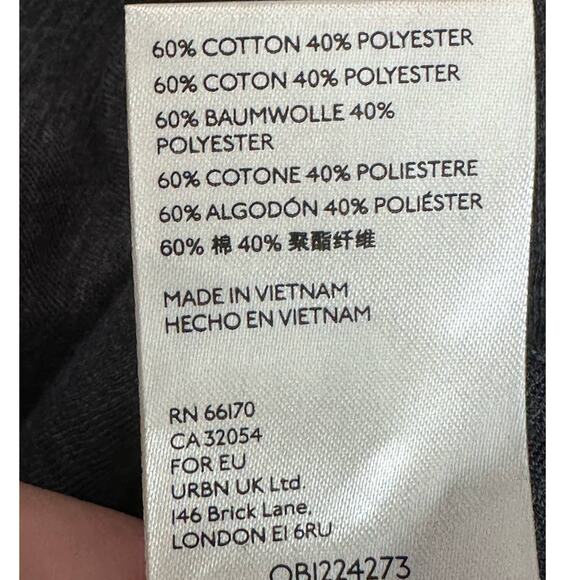 60% COTTON 40% POLYESTER
60% COTON 40% POLYESTER
60% BAUMWOLLE 40%
POLYESTER
60% COTONE 40% POLIESTERE
60% ALGODÓN 40% POLIÉSTER
60% 棉 40% 聚酯纤维
MADE IN VIETNAM
HECHO EN VIETNAM
RN 66170
CA 32054
FOR EU
URBN UK Ltd.
146 Brick Lane,
LONDON E1 6RU
OB1224273